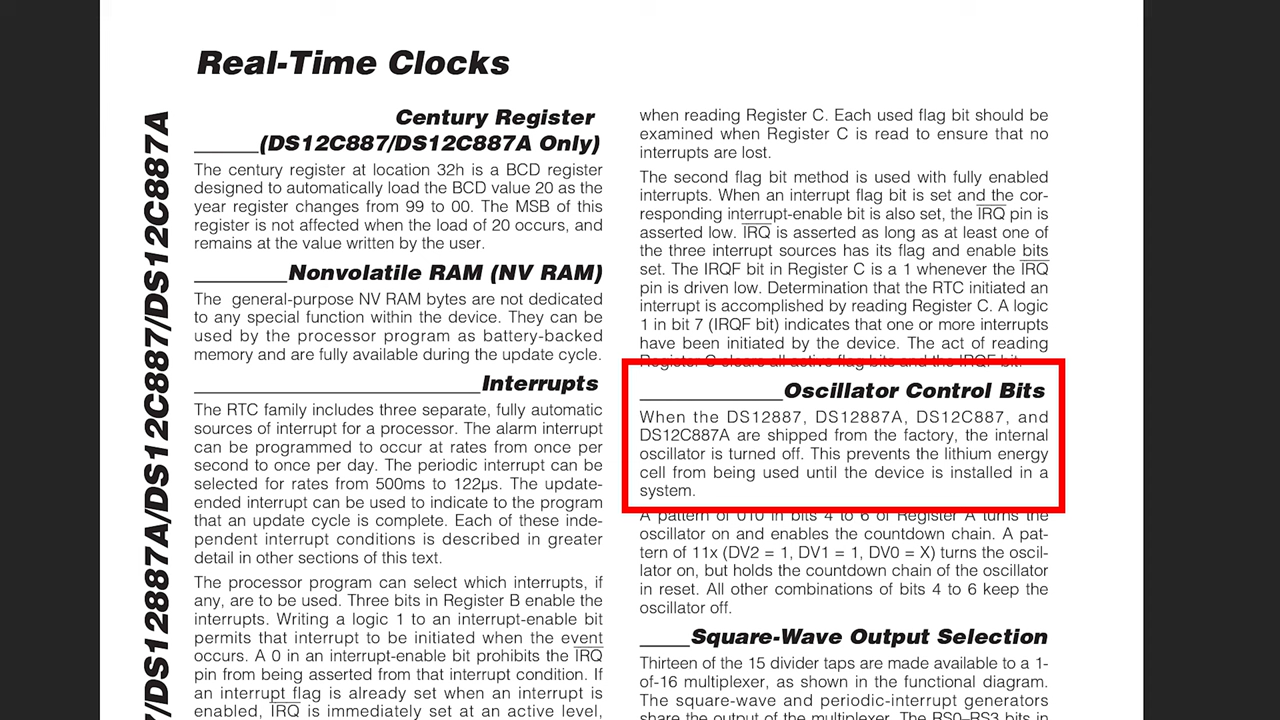 Real-Time Clocks
/DS12887A/DS12C887/DS12C887A
Century Register
(DS12C887/DS12C887A Only)
The century register at location 32h is a BCD register
designed to automatically load the BCD value 20 as the
year register changes from 99 to 00. The MSB of this
register is not affected when the load of 20 occurs, and
remains at the value written by the user.
Nonvolatile RAM (NV RAM)
The general-purpose NV RAM bytes are not dedicated
to any special function within the device. They can be
used by the processor program as battery-backed
memory and are fully available during the update cycle.
Interrupts
The RTC family includes three separate, fully automatic
sources of interrupt for a processor. The alarm interrupt
can be programmed to occur at rates from once per
second to once per day. The periodic interrupt can be
selected for rates from 500ms to 122µs. The update-
ended interrupt can be used to indicate to the program
that an update cycle is complete. Each of these inde-
pendent interrupt conditions is described in greater
detail in other sections of this text.
The processor program can select which interrupts, if
any, are to be used. Three bits in Register B enable the
interrupts. Writing a logic 1 to an interrupt-enable bit
permits that interrupt to be initiated when the event
occurs. A 0 in an interrupt-enable bit prohibits the IRQ
pin from being asserted from that interrupt condition. If
an interrupt flag is already set when an interrupt is
enabled, IRQ is immediately set at an active level,
when reading Register C. Each used flag bit should be
examined when Register C is read to ensure that no
interrupts are lost.
The second flag bit method is used with fully enabled
interrupts. When an interrupt flag bit is set and the cor-
responding interrupt-enable bit is also set, the IRQ pin is
asserted low. IRQ is asserted as long as at least one of
the three interrupt sources has its flag and enable bits
set. The IRQF bit in Register C is a 1 whenever the IRQ
pin is driven low. Determination that the RTC initiated an
interrupt is accomplished by reading Register C. A logic
1 in bit 7 (IRQF bit) indicates that one or more interrupts
have been initiated by the device. The act of reading
Register C clears all active flag bits and the IRQF bit.
Oscillator Control Bits
When the DS12887, DS12887A, DS12C887, and
DS12C887A are shipped from the factory, the internal
oscillator is turned off. This prevents the lithium energy
cell from being used until the device is installed in a
system.
A pattern of 010 in bits 4 to 6 of Register A turns the
oscillator on and enables the countdown chain. A pat-
tern of 11x (DV2 = 1, DV1 = 1, DV0 = X) turns the oscil-
lator on, but holds the countdown chain of the oscillator
in reset. All other combinations of bits 4 to 6 keep the
oscillator off.
Square-Wave Output Selection
Thirteen of the 15 divider taps are made available to a 1-
of-16 multiplexer, as shown in the functional diagram.
The square-wave and periodic-interrupt generators
share the output of the multiplexer. The RS0–RS3 bits in